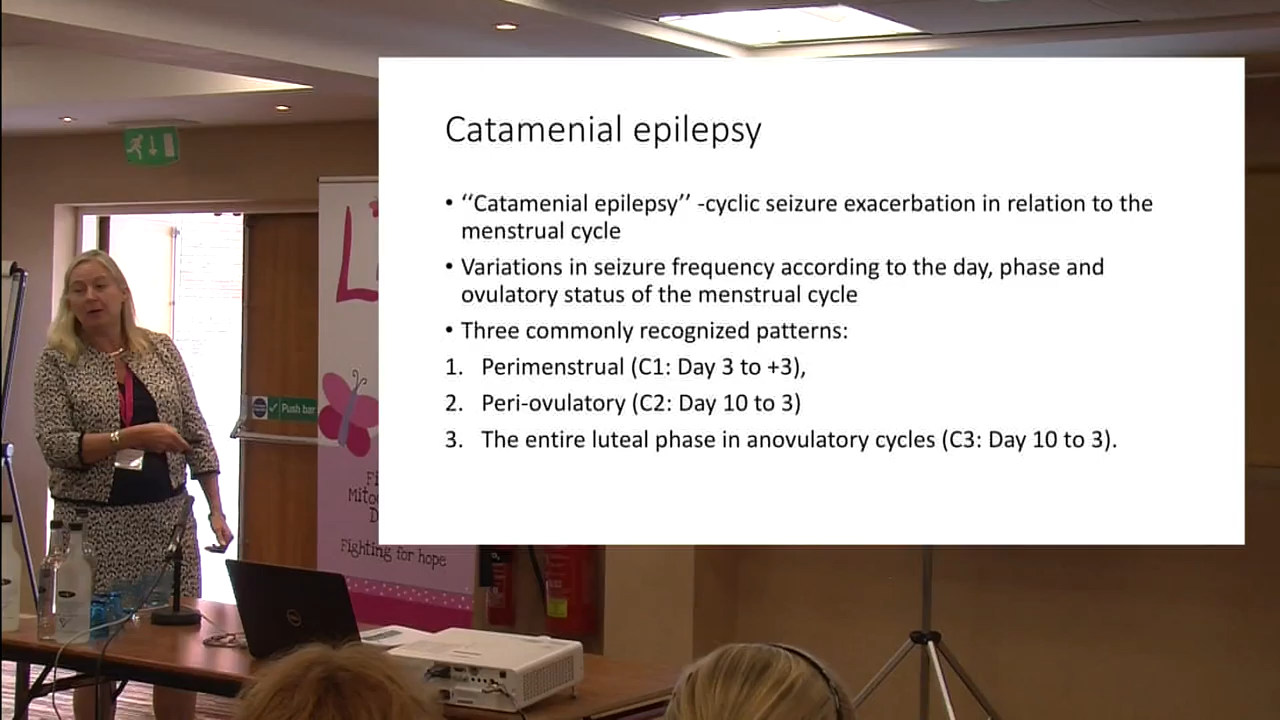 Catamenial epilepsy
• ‘‘Catamenial epilepsy’’ -cyclic seizure exacerbation in relation to the
menstrual cycle
• Variations in seizure frequency according to the day, phase and
ovulatory status of the menstrual cycle
• Three commonly recognized patterns:
1. Perimenstrual (C1: Day 3 to +3),
2. Peri-ovulatory (C2: Day 10 to 3)
3. The entire luteal phase in anovulatory cycles (C3: Day 10 to 3).
Push bar
Fighting for hope